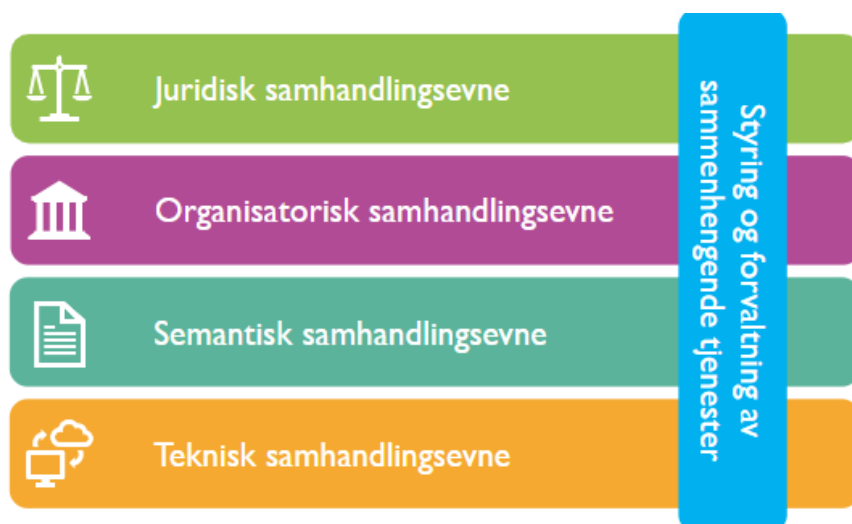 Juridisk samhandlingsevne
Organisatorisk samhandlingsevne
Semantisk samhandlingsevne
Teknisk samhandlingsevne
Styring og forvaltning av
sammenhengende tjenester